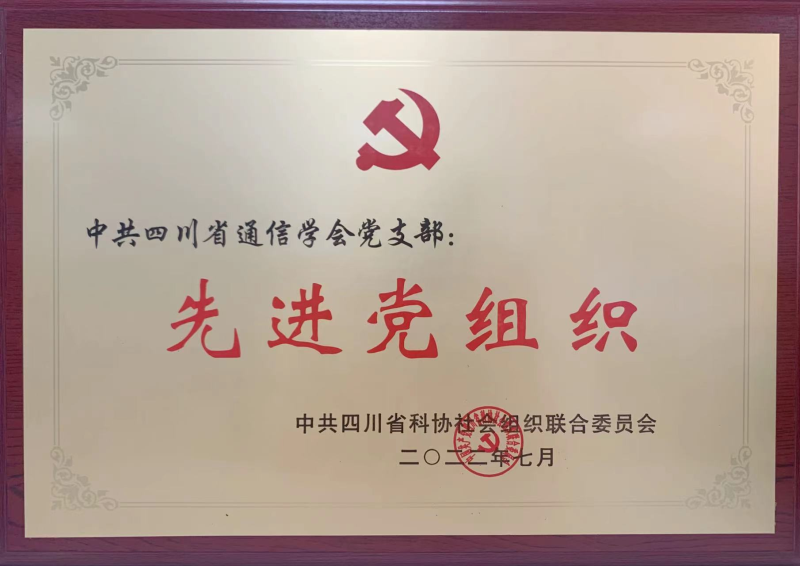 中共四川省通信学会党支部：
先进党组织
中共四川省科协社会组织联合委员会
二〇二二年七月